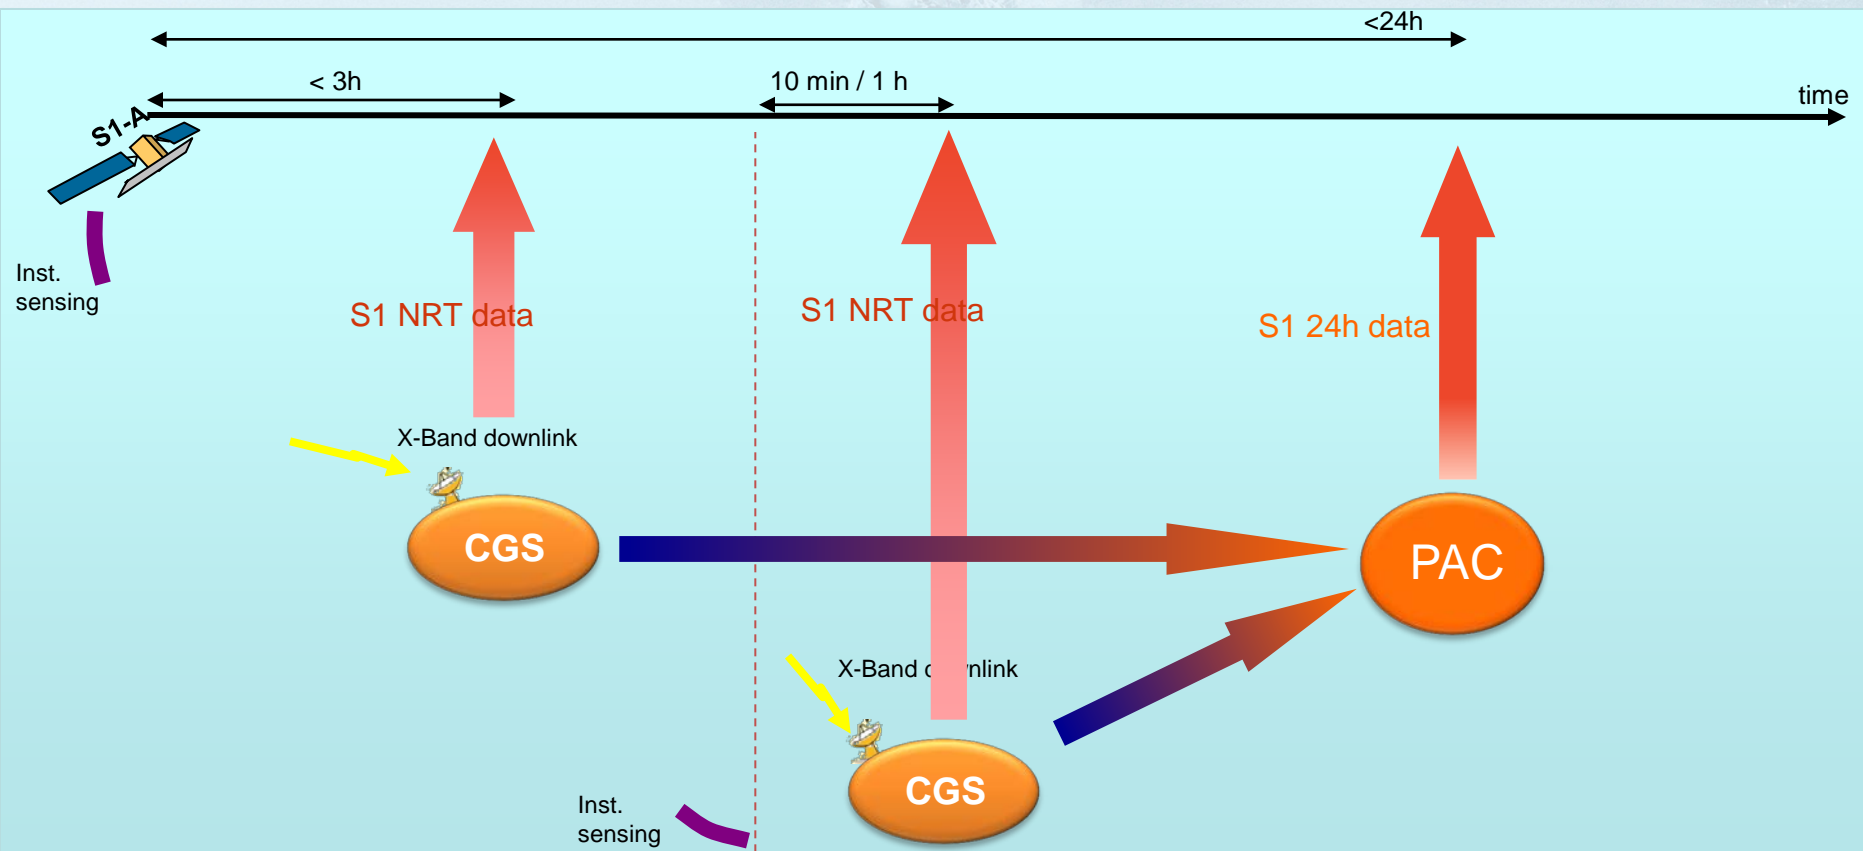 <24h
< 3h
10 min / 1 h
time
S1-A
Inst.
sensing
S1 NRT data
S1 NRT data
S1 24h data
X-Band downlink
CGS
PAC
X-Band downlink
CGS
Inst.
sensing